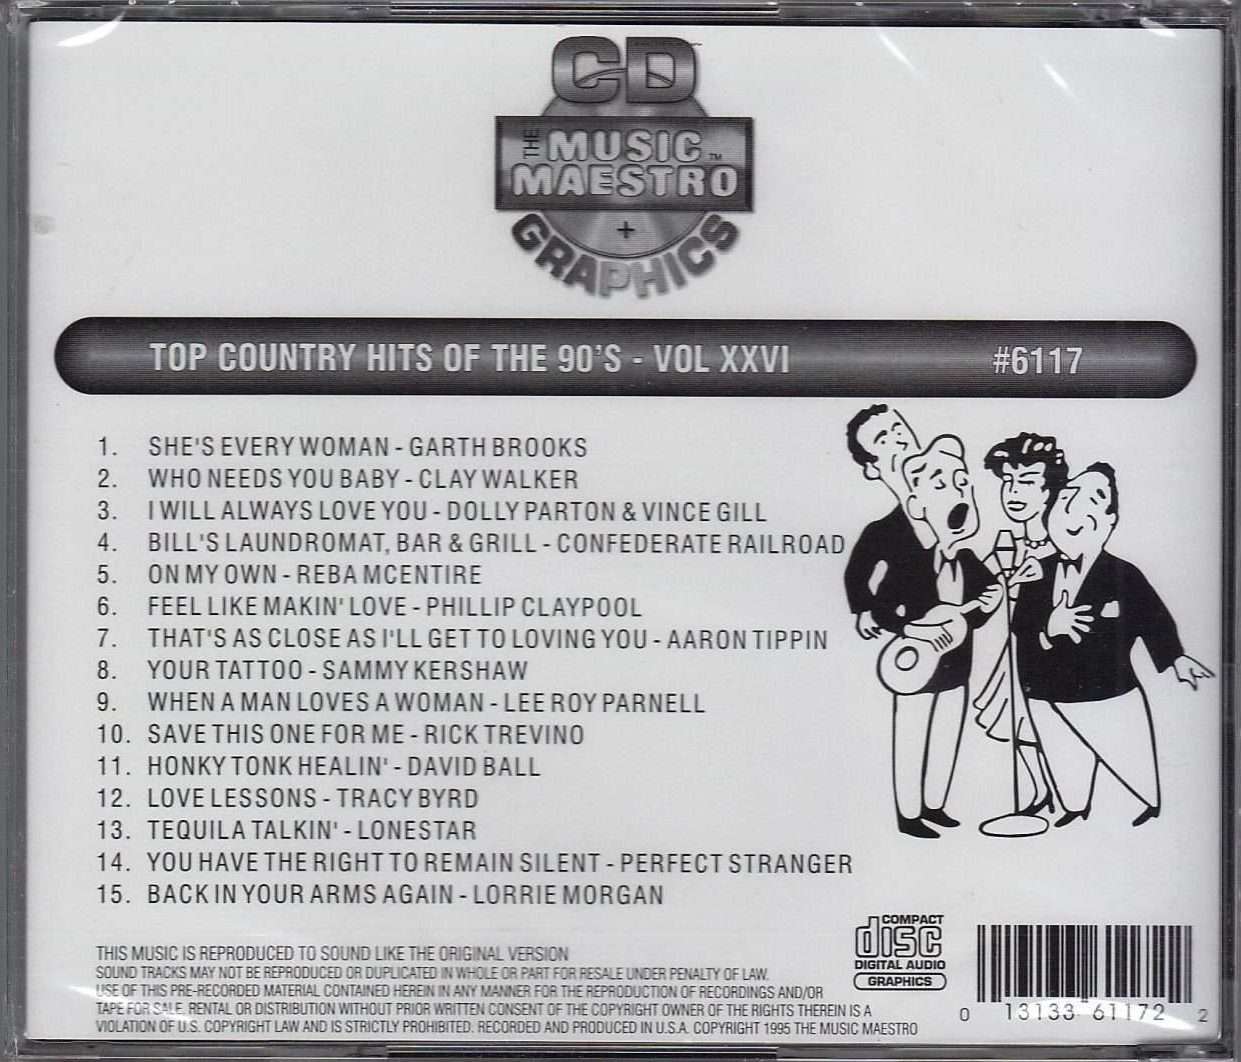 CD
THE MUSIC™
MAESTRO
+
GRAPHICS
TOP COUNTRY HITS OF THE 90'S - VOL XXVI #6117
1. SHE'S EVERY WOMAN - GARTH BROOKS
2. WHO NEEDS YOU BABY - CLAY WALKER
3. I WILL ALWAYS LOVE YOU - DOLLY PARTON & VINCE GILL
4. BILL'S LAUNDROMAT, BAR & GRILL - CONFEDERATE RAILROAD
5. ON MY OWN - REBA MCENTIRE
6. FEEL LIKE MAKIN' LOVE - PHILLIP CLAYPOOL
7. THAT'S AS CLOSE AS I'LL GET TO LOVING YOU - AARON TIPPIN
8. YOUR TATTOO - SAMMY KERSHAW
9. WHEN A MAN LOVES A WOMAN - LEE ROY PARNELL
10. SAVE THIS ONE FOR ME - RICK TREVINO
11. HONKY TONK HEALIN' - DAVID BALL
12. LOVE LESSONS - TRACY BYRD
13. TEQUILA TALKIN' - LONESTAR
14. YOU HAVE THE RIGHT TO REMAIN SILENT - PERFECT STRANGER
15. BACK IN YOUR ARMS AGAIN - LORRIE MORGAN
THIS MUSIC IS REPRODUCED TO SOUND LIKE THE ORIGINAL VERSION
SOUND TRACKS MAY NOT BE REPRODUCED OR DUPLICATED IN WHOLE OR PART FOR RESALE UNDER PENALTY OF LAW.
USE OF THIS PRE-RECORDED MATERIAL CONTAINED HEREIN IN ANY MANNER FOR THE REPRODUCTION OF RECORDINGS AND/OR
TAPE FOR SALE, RENTAL OR DISTRIBUTION WITHOUT PRIOR WRITTEN CONSENT OF THE COPYRIGHT OWNER OF THE RIGHTS THEREIN IS A
VIOLATION OF U.S. COPYRIGHT LAW AND IS STRICTLY PROHIBITED. RECORDED AND PRODUCED IN U.S.A. COPYRIGHT 1995 THE MUSIC MAESTRO
COMPACT
disc
DIGITAL AUDIO
GRAPHICS
0 13133 61172 2